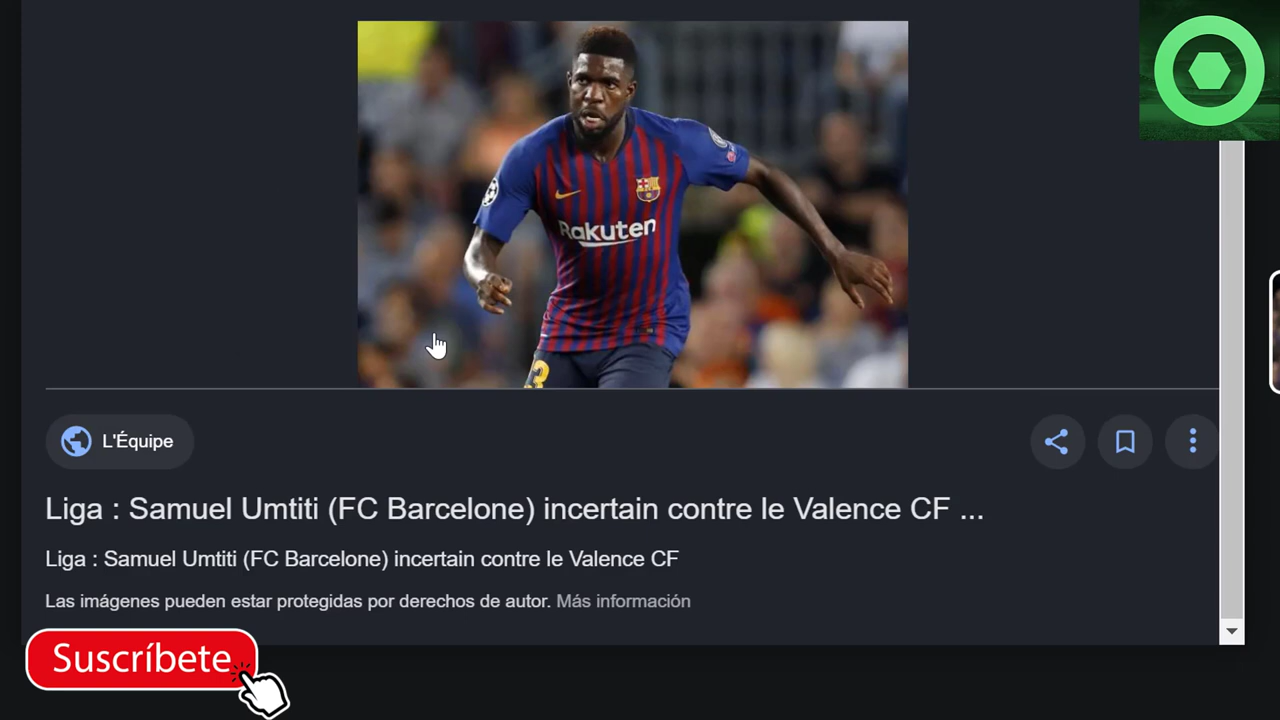 Rakuten
3
L'Équipe
Liga : Samuel Umtiti (FC Barcelone) incertain contre le Valence CF ...
Liga : Samuel Umtiti (FC Barcelone) incertain contre le Valence CF
Las imágenes pueden estar protegidas por derechos de autor. Más información
Suscríbete